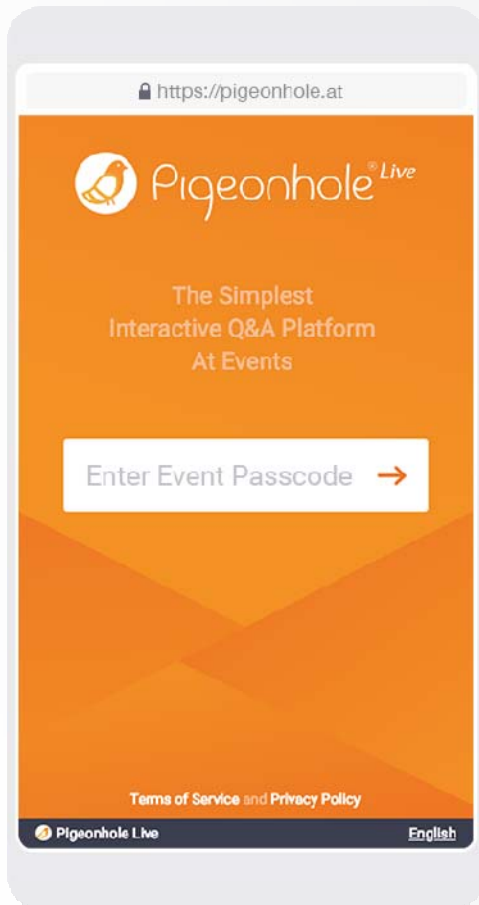 https://pigeonhole.at
Pigeonhole® Live
The Simplest
Interactive Q&A Platform
At Events
Enter Event Passcode →
Terms of Service and Privacy Policy
Pigeonhole Live English